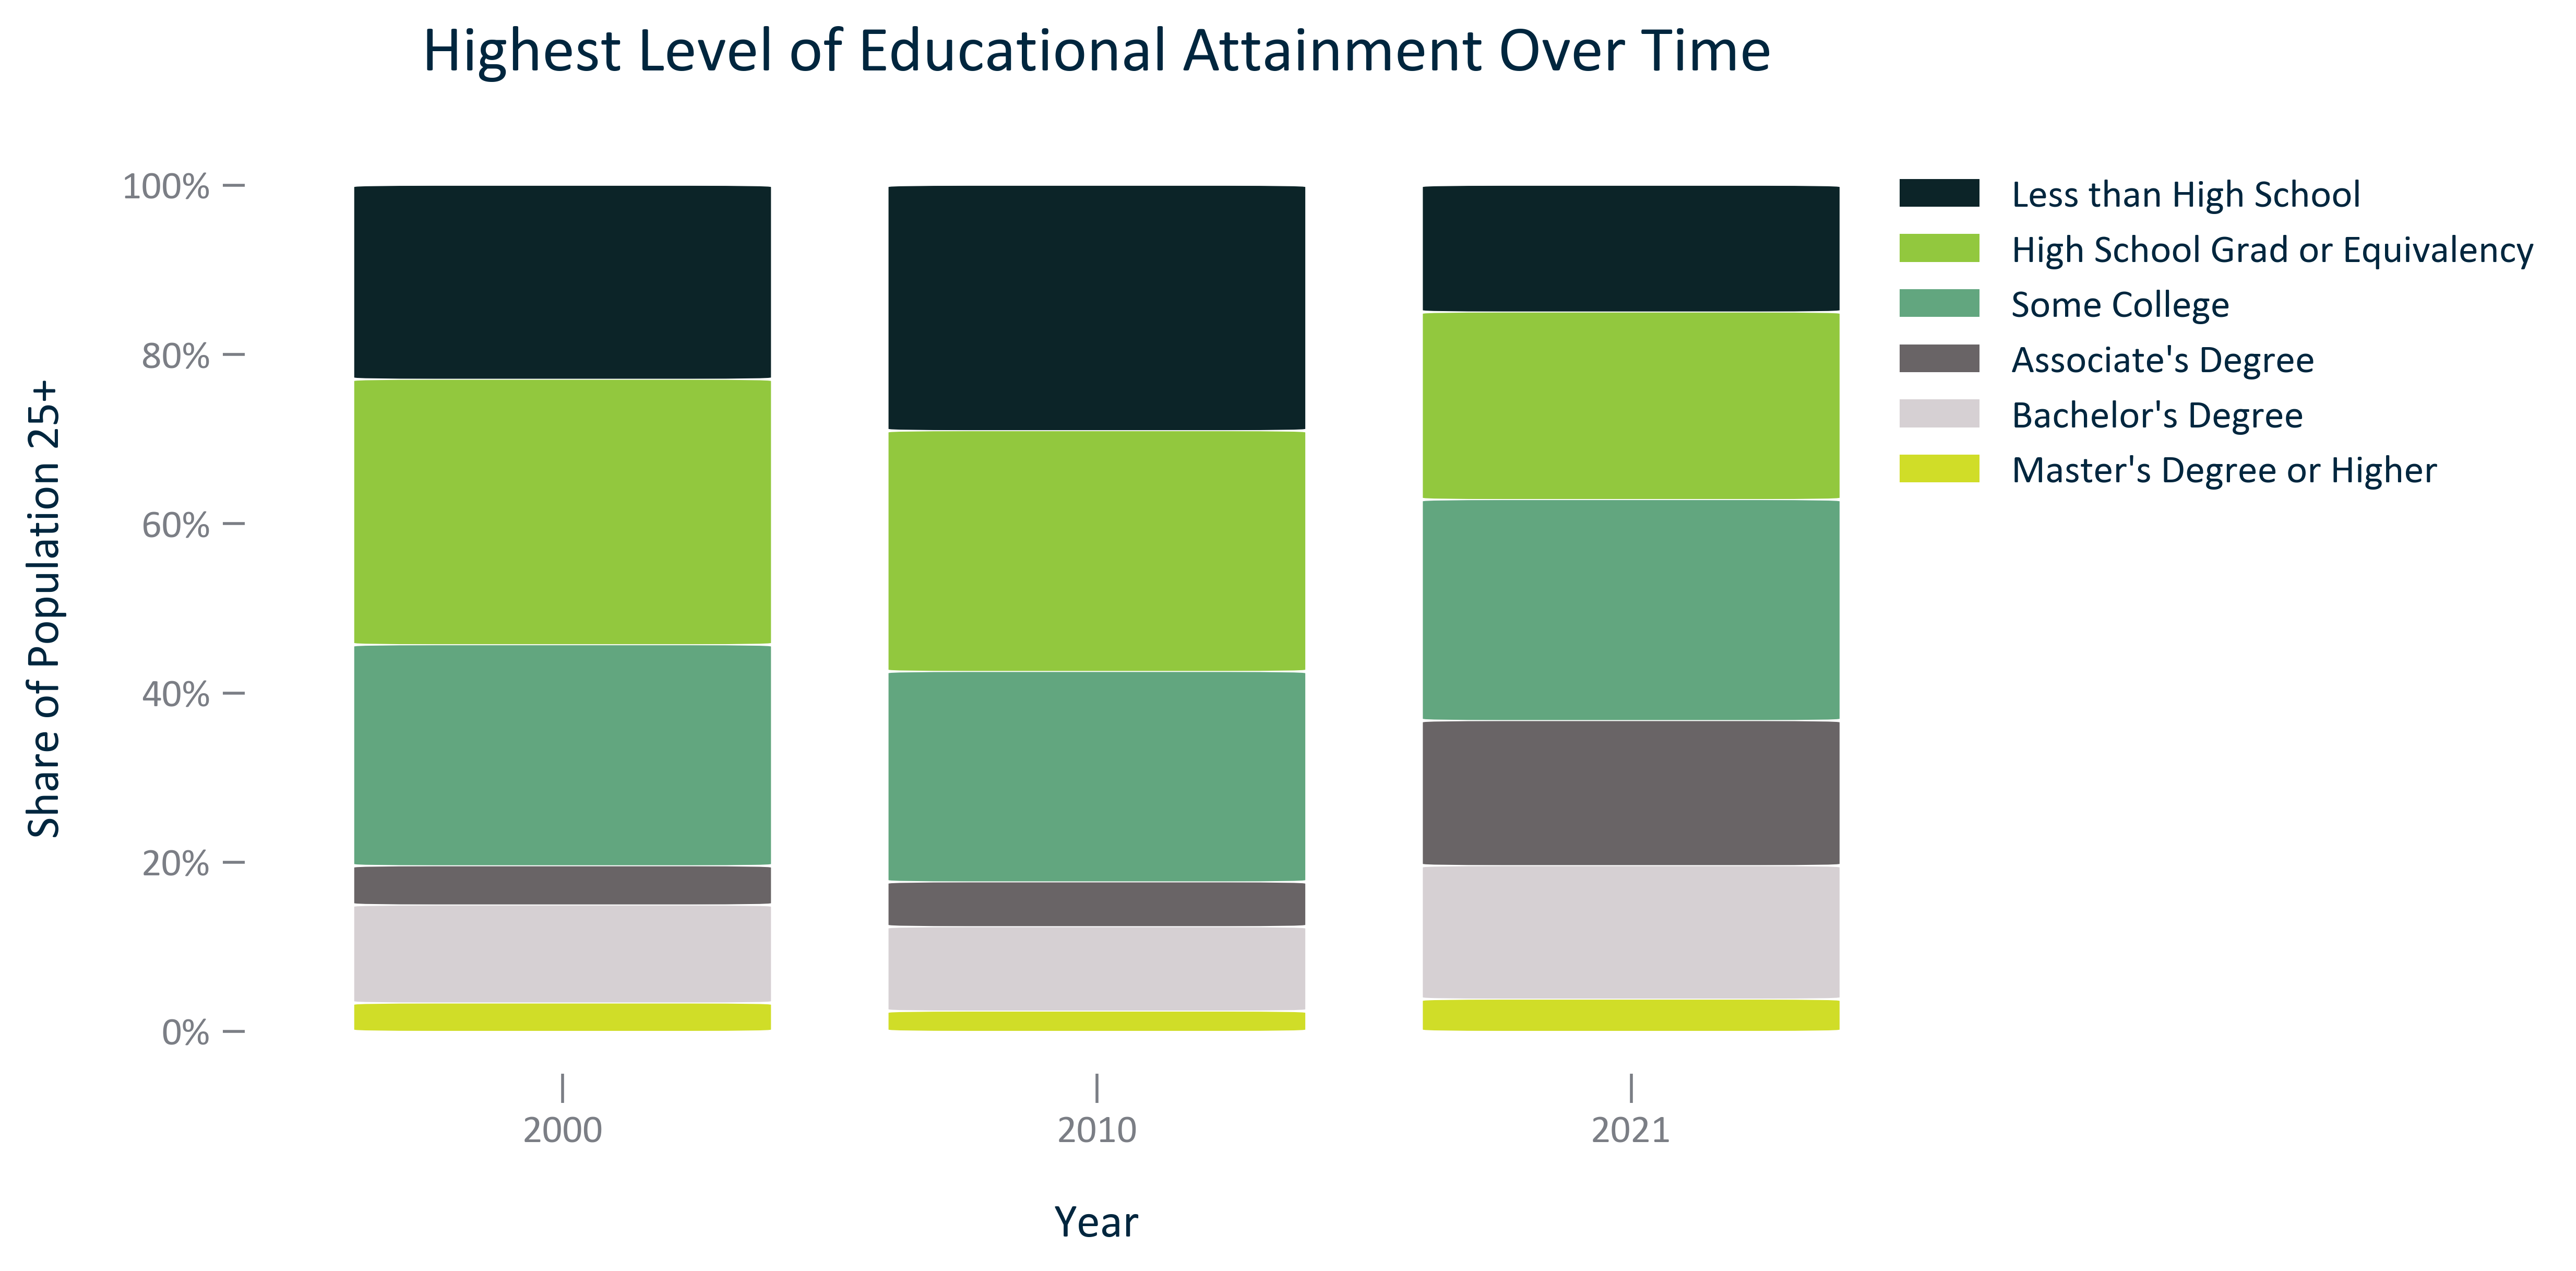 Highest Level of Educational Attainment Over Time
Share of Population 25+
100%
80%
60%
40%
20%
0%
2000
2010
2021
Year
Less than High School
High School Grad or Equivalency
Some College
Associate's Degree
Bachelor's Degree
Master's Degree or Higher